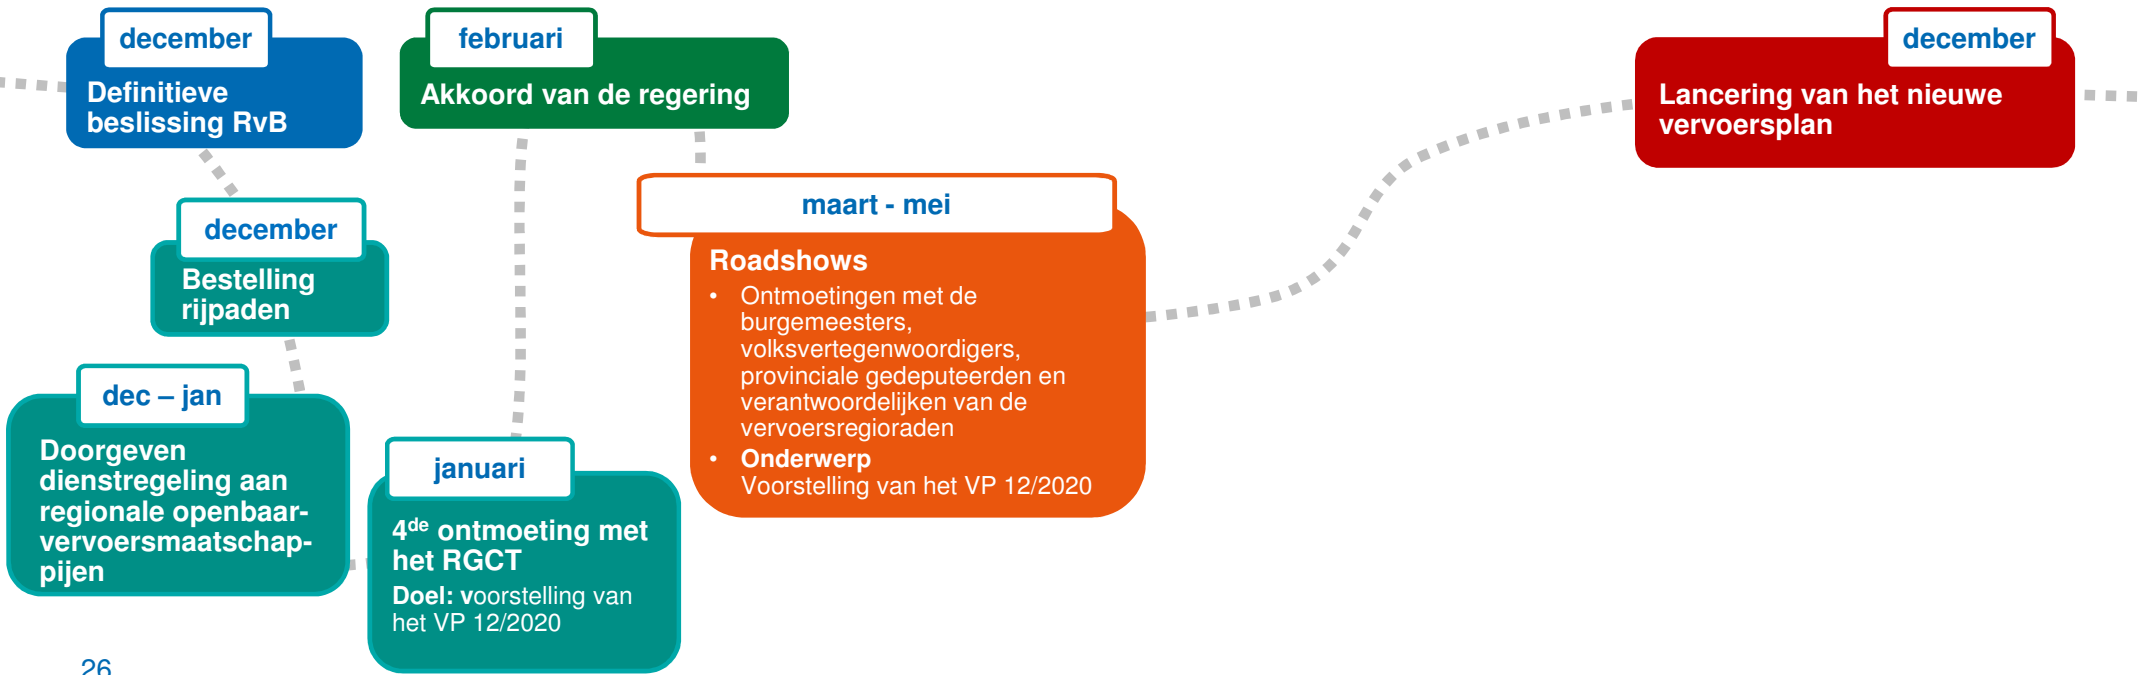 december
Definitieve
beslissing RvB
december
Bestelling
rijpaden
dec – jan
Doorgeven
dienstregeling aan
regionale openbaar-
vervoersmaatschap-
pijen
januari
4de ontmoeting met
het RGCT
Doel: voorstelling van
het VP 12/2020
februari
Akkoord van de regering
maart - mei
Roadshows
• Ontmoetingen met de
burgemeesters,
volksvertegenwoordigers,
provinciale gedeputeerden en
verantwoordelijken van de
vervoersregioraden
• Onderwerp
Voorstelling van het VP 12/2020
december
Lancering van het nieuwe
vervoersplan
26